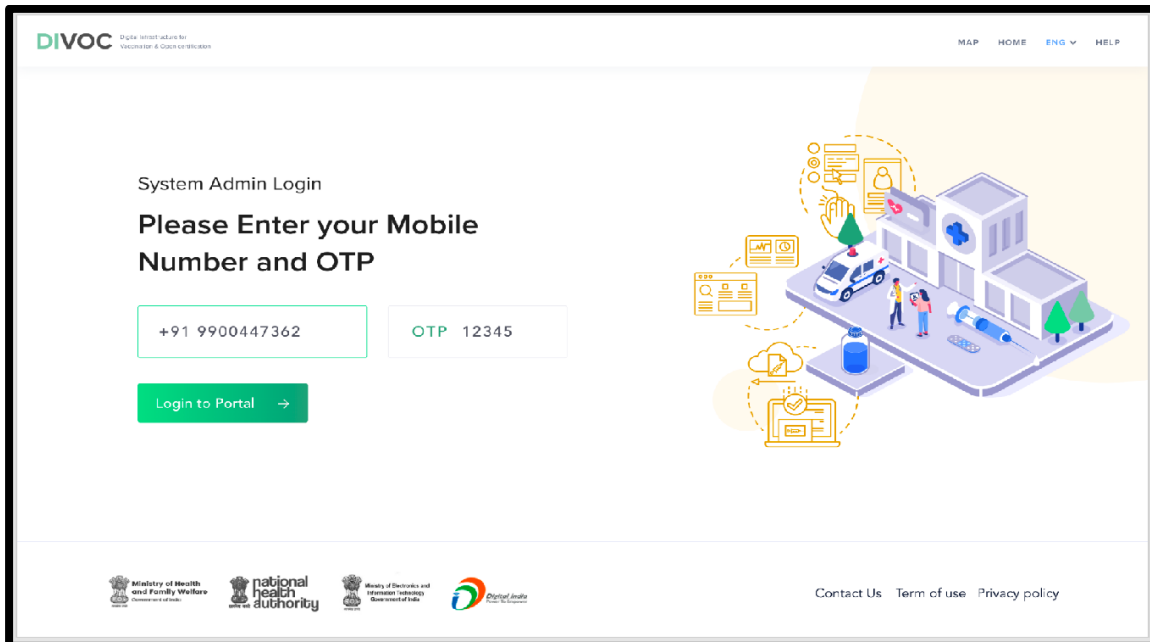 DIVOC
Digital Infrastructure for
Vaccination & Open certification
MAP HOME ENG HELP
System Admin Login
Please Enter your Mobile
Number and OTP
+91 9900447362
OTP 12345
Login to Portal
Ministry of Health
and Family Welfare
Government of India
national
health
authority
Ministry of Electronics and
Information Technology
Government of India
Digital India
Contact Us Term of use Privacy policy